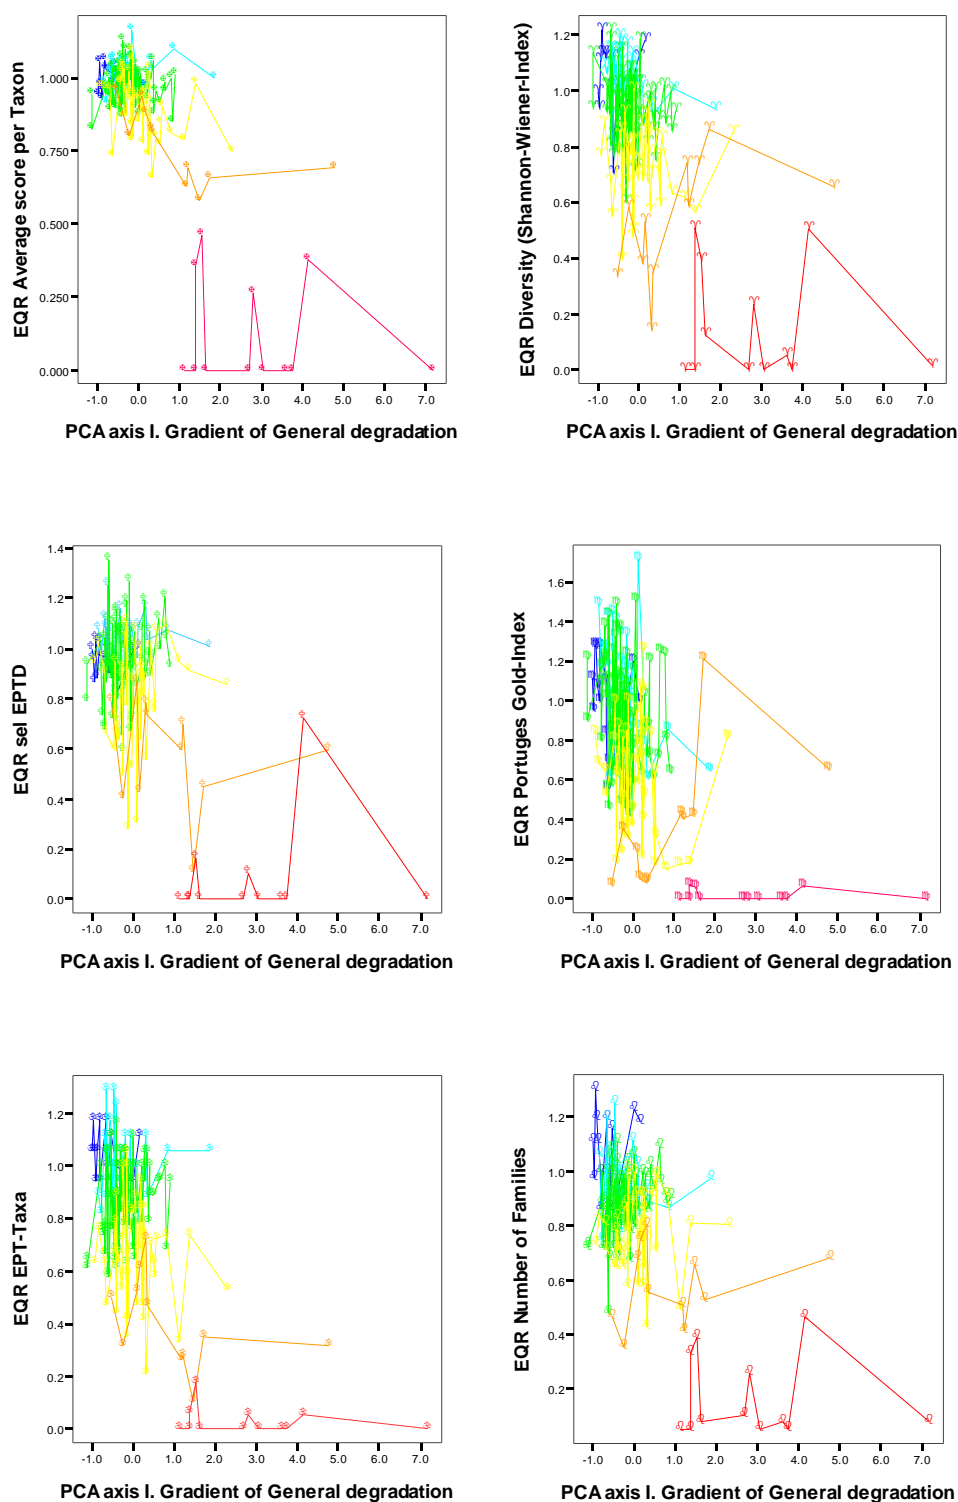 EQR Average score per Taxon
1.000
0.750
0.500
0.250
0.000
-1.0 0.0 1.0 2.0 3.0 4.0 5.0 6.0 7.0
PCA axis I. Gradient of General degradation
EQR Diversity (Shannon-Wiener-Index)
1.2
1.0
0.8
0.6
0.4
0.2
0.0
-1.0 0.0 1.0 2.0 3.0 4.0 5.0 6.0 7.0
PCA axis I. Gradient of General degradation
EQR sel EPTD
1.4
1.2
1.0
0.8
0.6
0.4
0.2
0.0
-1.0 0.0 1.0 2.0 3.0 4.0 5.0 6.0 7.0
PCA axis I. Gradient of General degradation
EQR Portuges Gold-Index
1.6
1.4
1.2
1.0
0.8
0.6
0.4
0.2
0.0
-1.0 0.0 1.0 2.0 3.0 4.0 5.0 6.0 7.0
PCA axis I. Gradient of General degradation
EQR EPT-Taxa
1.2
1.0
0.8
0.6
0.4
0.2
0.0
-1.0 0.0 1.0 2.0 3.0 4.0 5.0 6.0 7.0
PCA axis I. Gradient of General degradation
EQR Number of Families
1.2
1.0
0.8
0.6
0.4
0.2
-1.0 0.0 1.0 2.0 3.0 4.0 5.0 6.0 7.0
PCA axis I. Gradient of General degradation